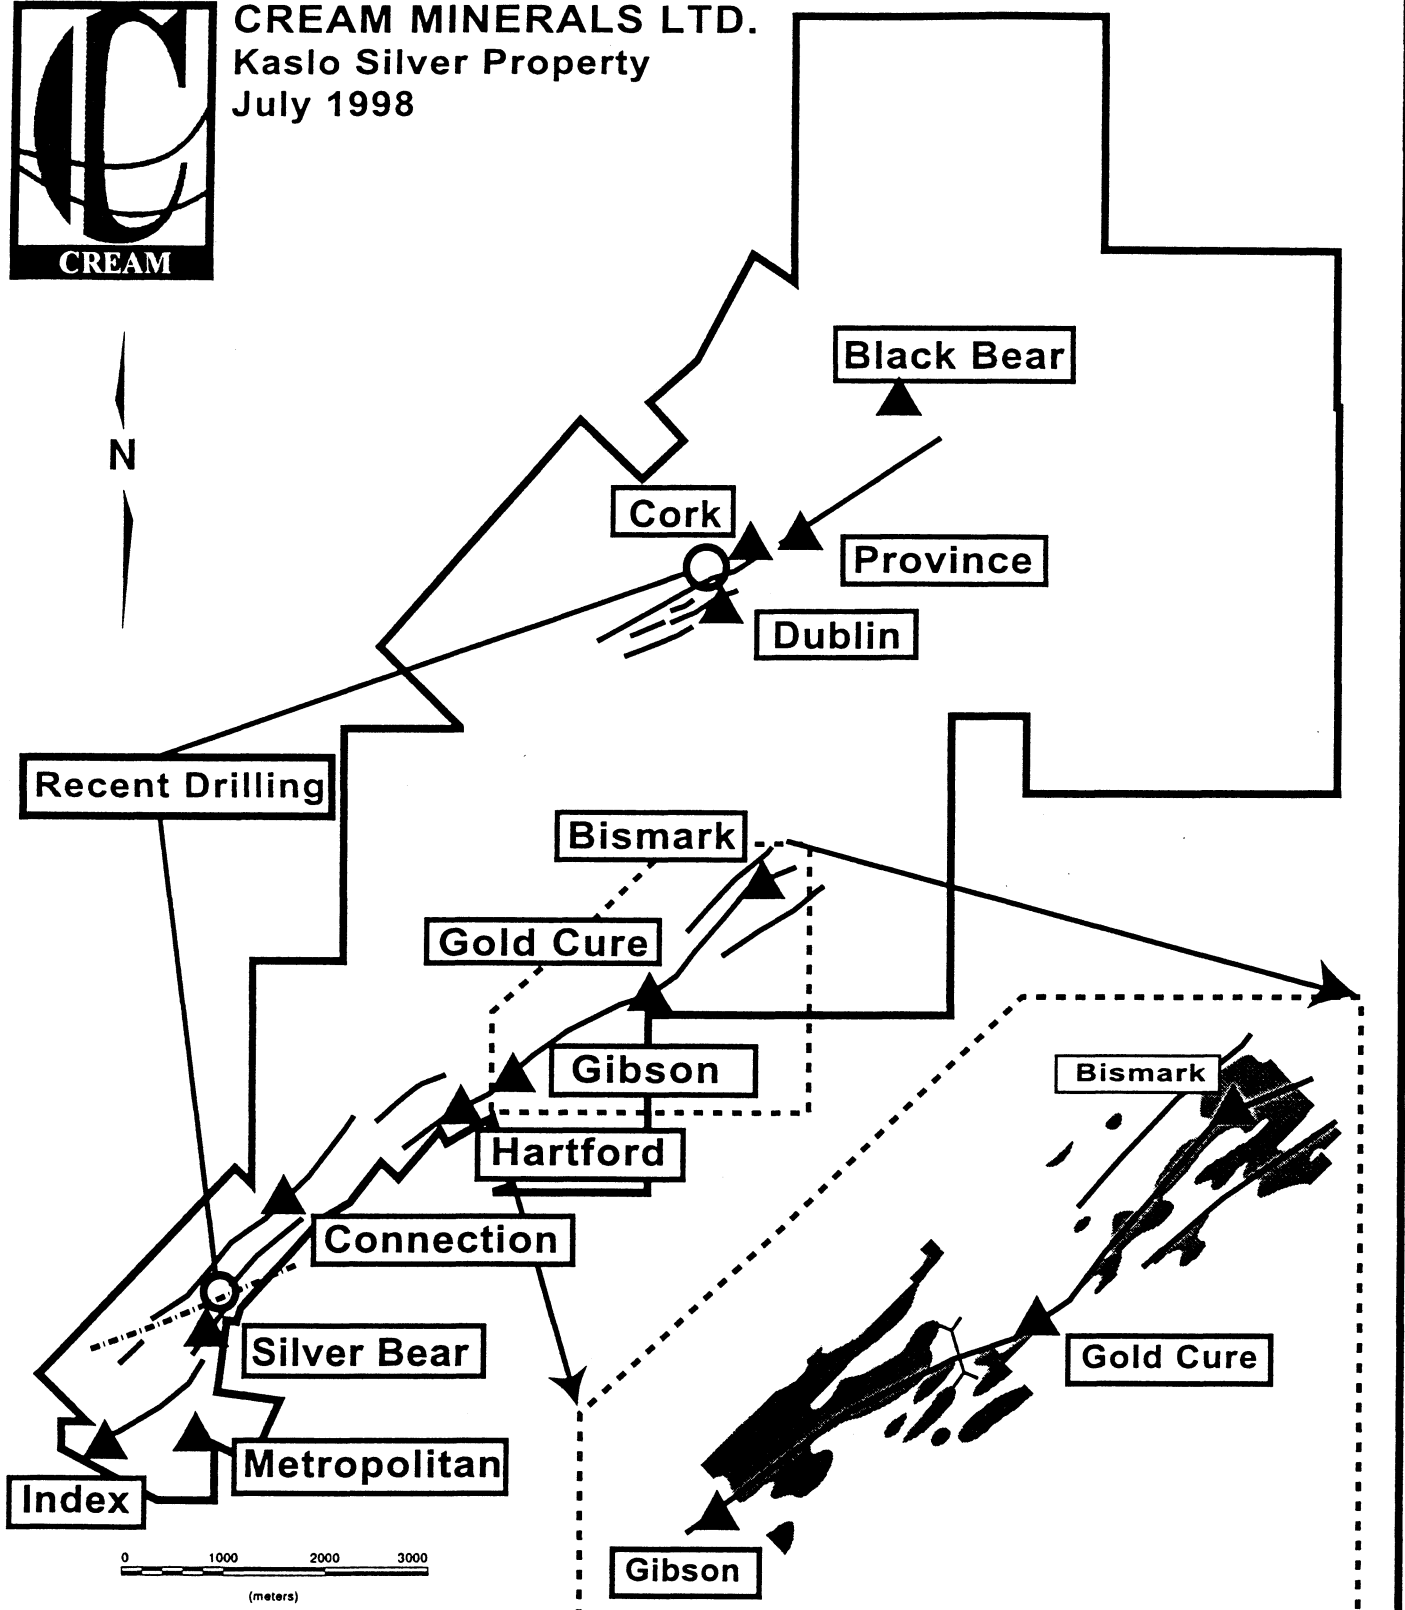 CREAM MINERALS LTD.
Kaslo Silver Property
July 1998
CREAM
N
Black Bear
Cork
Province
Dublin
Recent Drilling
Bismark
Gold Cure
Gibson
Hartford
Connection
Silver Bear
Metropolitan
Index
Bismark
Gold Cure
Gibson
0 1000 2000 3000
(meters)